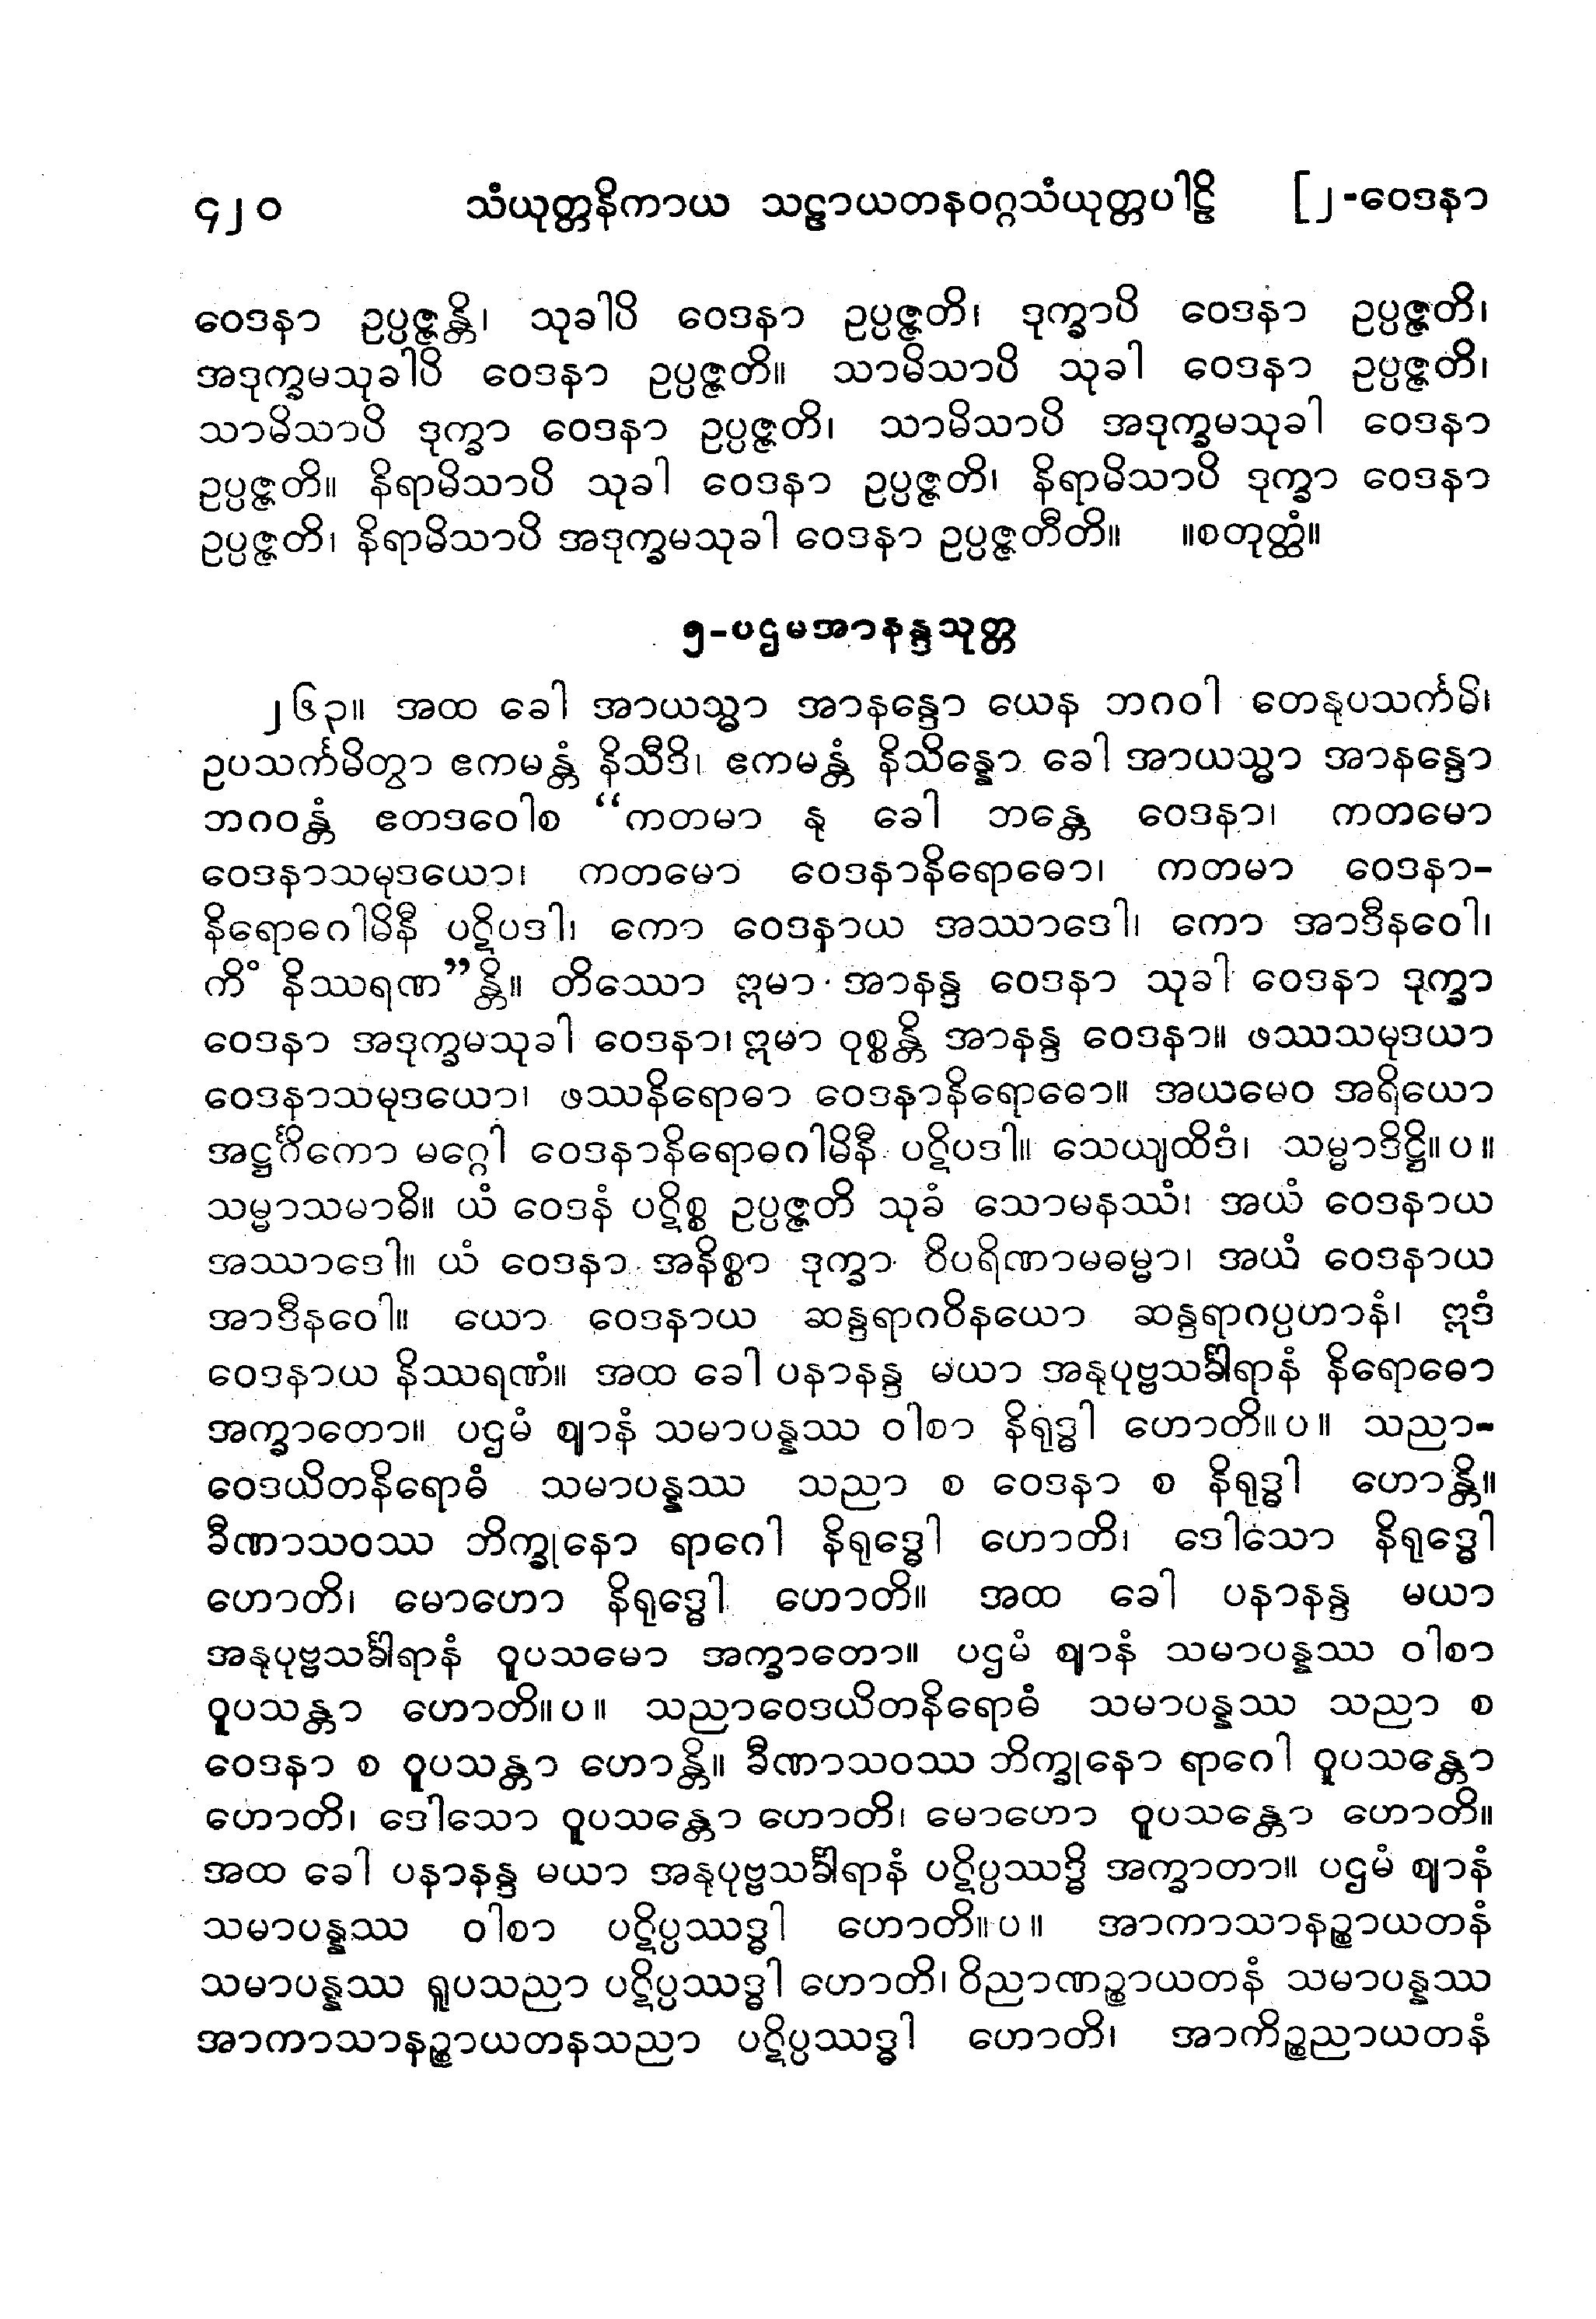 ၄၂၀ သံယုတ္တနိကာယ သဠာယတနဝဂ္ဂသံယုတ္တပါဠိ [၂-ဝေဒနာ
ဝေဒနာ ဥပ္ပဇ္ဇန္တိ၊ သုခါပိ ဝေဒနာ ဥပ္ပဇ္ဇတိ၊ ဒုက္ခာပိ ဝေဒနာ ဥပ္ပဇ္ဇတိ၊
အဒုက္ခမသုခါပိ ဝေဒနာ ဥပ္ပဇ္ဇတိ။ သာမိသာပိ သုခါ ဝေဒနာ ဥပ္ပဇ္ဇတိ၊
သာမိသာပိ ဒုက္ခာ ဝေဒနာ ဥပ္ပဇ္ဇတိ၊ သာမိသာပိ အဒုက္ခမသုခါ ဝေဒနာ
ဥပ္ပဇ္ဇတိ။ နိရာမိသာပိ သုခါ ဝေဒနာ ဥပ္ပဇ္ဇတိ၊ နိရာမိသာပိ ဒုက္ခာ ဝေဒနာ
ဥပ္ပဇ္ဇတိ၊ နိရာမိသာပိ အဒုက္ခမသုခါ ဝေဒနာ ဥပ္ပဇ္ဇတီတိ။ ။စတုတ္ထံ။
၅-ပဌမအာနန္ဒသုတ္တ
၂၆၃။ အထ ခေါ အာယသ္မာ အာနန္ဒော ယေန ဘဂဝါ တေနုပသင်္ကမိ၊
ဥပသင်္ကမိတွာ ဧကမန္တံ နိသီဒိ၊ ဧကမန္တံ နိသိန္နော ခေါ အာယသ္မာ အာနန္ဒော
ဘဂဝန္တံ ဧတဒဝေါစ “ကတမာ နု ခေါ ဘန္တေ ဝေဒနာ၊ ကတမော
ဝေဒနာသမုဒယော၊ ကတမော ဝေဒနာနိရောဓော၊ ကတမာ ဝေဒနာ-
နိရောဓဂါမိနီ ပဋိပဒါ၊ ကော ဝေဒနာယ အဿာဒေါ၊ ကော အာဒီနဝေါ၊
ကိံ နိဿရဏ”န္တိ။ တိဿော ဣမာ အာနန္ဒ ဝေဒနာ သုခါ ဝေဒနာ ဒုက္ခာ
ဝေဒနာ အဒုက္ခမသုခါ ဝေဒနာ၊ ဣမာ ဝုစ္စန္တိ အာနန္ဒ ဝေဒနာ။ ဖဿသမုဒယာ
ဝေဒနာသမုဒယော၊ ဖဿနိရောဓာ ဝေဒနာနိရောဓော။ အယမေဝ အရိယော
အဋ္ဌင်္ဂိကော မဂ္ဂေါ ဝေဒနာနိရောဓဂါမိနီ ပဋိပဒါ။ သေယျထိဒံ၊ သမ္မာဒိဋ္ဌိ။ပ။
သမ္မာသမာဓိ။ ယံ ဝေဒနံ ပဋိစ္စ ဥပ္ပဇ္ဇတိ သုခံ သောမနဿံ၊ အယံ ဝေဒနာယ
အဿာဒေါ။ ယံ ဝေဒနာ အနိစ္စာ ဒုက္ခာ ဝိပရိဏာမဓမ္မာ၊ အယံ ဝေဒနာယ
အာဒီနဝေါ။ ယော ဝေဒနာယ ဆန္ဒရာဂဝိနယော ဆန္ဒရာဂပ္ပဟာနံ၊ ဣဒံ
ဝေဒနာယ နိဿရဏံ။ အထ ခေါ ပနာနန္ဒ မယာ အနုပုဗ္ဗသင်္ခါရာနံ နိရောဓော
အက္ခာတော။ ပဌမံ ဈာနံ သမာပန္နဿ ဝါစာ နိရုဒ္ဓါ ဟောတိ။ပ။ သညာ-
ဝေဒယိတနိရောဓံ သမာပန္နဿ သညာ စ ဝေဒနာ စ နိရုဒ္ဓါ ဟောန္တိ။
ခီဏာသဝဿ ဘိက္ခုနော ရာဂေါ နိရုဒ္ဓေါ ဟောတိ၊ ဒေါသော နိရုဒ္ဓေါ
ဟောတိ၊ မောဟော နိရုဒ္ဓေါ ဟောတိ။ အထ ခေါ ပနာနန္ဒ မယာ
အနုပုဗ္ဗသင်္ခါရာနံ ဝူပသမော အက္ခာတော။ ပဌမံ ဈာနံ သမာပန္နဿ ဝါစာ
ဝူပသန္တာ ဟောတိ။ပ။ သညာဝေဒယိတနိရောဓံ သမာပန္နဿ သညာ စ
ဝေဒနာ စ ဝူပသန္တာ ဟောန္တိ။ ခီဏာသဝဿ ဘိက္ခုနော ရာဂေါ ဝူပသန္တော
ဟောတိ၊ ဒေါသော ဝူပသန္တော ဟောတိ၊ မောဟော ဝူပသန္တော ဟောတိ။
အထ ခေါ ပနာနန္ဒ မယာ အနုပုဗ္ဗသင်္ခါရာနံ ပဋိပ္ပဿဒ္ဓိ အက္ခာတာ။ ပဌမံ ဈာနံ
သမာပန္နဿ ဝါစာ ပဋိပ္ပဿဒ္ဓါ ဟောတိ။ပ။ အာကာသာနဉ္စာယတနံ
သမာပန္နဿ ရူပသညာ ပဋိပ္ပဿဒ္ဓါ ဟောတိ၊ ဝိညာဏဉ္စာယတနံ သမာပန္နဿ
အာကာသာနဉ္စာယတနသညာ ပဋိပ္ပဿဒ္ဓါ ဟောတိ၊ အာကိဉ္စညာယတနံ